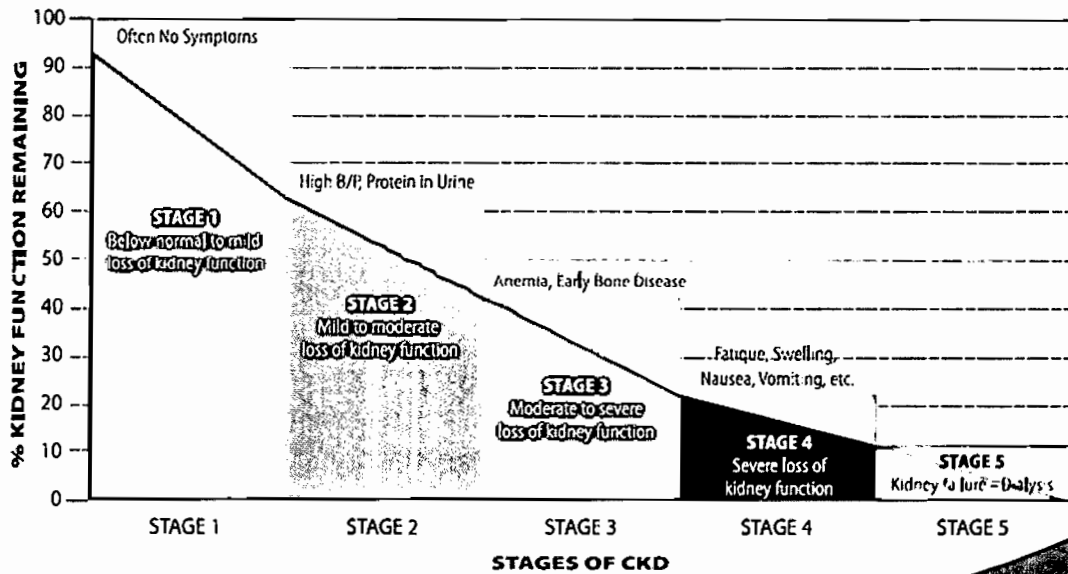 % KIDNEY FUNCTION REMAINING
100
90
80
70
60
50
40
30
20
10
0
Often No Symptoms
STAGE 1
Below normal to mild
loss of kidney function
High B/P, Protein in Urine
STAGE 2
Mild to moderate
loss of kidney function
Anemia, Early Bone Disease
STAGE 3
Moderate to severe
loss of kidney function
Fatique, Swelling,
Nausea, Vomiting, etc.
STAGE 4
Severe loss of
kidney function
STAGE 5
Kidney failure = Dialysis
STAGE 1
STAGE 2
STAGE 3
STAGE 4
STAGE 5
STAGES OF CKD